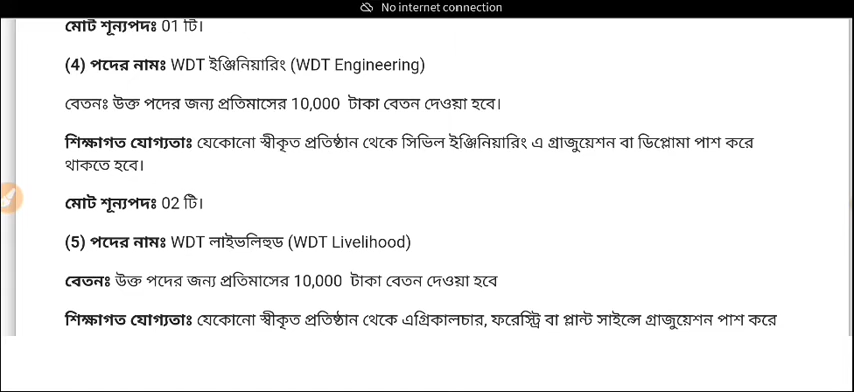 No internet connection
মোট শূন্যপদঃ 01 টি।
(4) পদের নামঃ WDT ইঞ্জিনিয়ারিং (WDT Engineering)
বেতনঃ উক্ত পদের জন্য প্রতিমাসের 10,000 টাকা বেতন দেওয়া হবে।
শিক্ষাগত যোগ্যতাঃ যেকোনো স্বীকৃত প্রতিষ্ঠান থেকে সিভিল ইঞ্জিনিয়ারিং এ গ্রাজুয়েশন বা ডিপ্লোমা পাশ করে
থাকতে হবে।
মোট শূন্যপদঃ 02 টি।
(5) পদের নামঃ WDT লাইভলিহুড (WDT Livelihood)
বেতনঃ উক্ত পদের জন্য প্রতিমাসের 10,000 টাকা বেতন দেওয়া হবে
শিক্ষাগত যোগ্যতাঃ যেকোনো স্বীকৃত প্রতিষ্ঠান থেকে এগ্রিকালচার, ফরেস্ট্রি বা প্লান্ট সাইন্সে গ্রাজুয়েশন পাশ করে